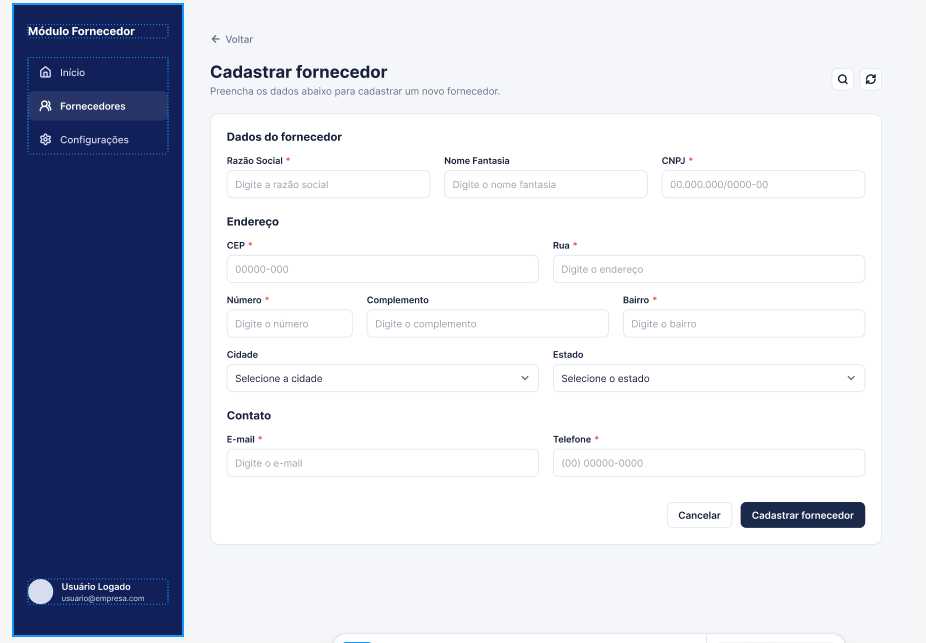 Módulo Fornecedor
Início
Fornecedores
Configurações
Usuário Logado
usuario@empresa.com
Voltar
Cadastrar fornecedor
Preencha os dados abaixo para cadastrar um novo fornecedor.
Dados do fornecedor
Razão Social * Nome Fantasia CNPJ *
Digite a razão social Digite o nome fantasia 00.000.000/0000-00
Endereço
CEP * Rua *
00000-000 Digite o endereço
Número * Complemento Bairro *
Digite o número Digite o complemento Digite o bairro
Cidade Estado
Selecione a cidade Selecione o estado
Contato
E-mail * Telefone *
Digite o e-mail (00) 00000-0000
Cancelar Cadastrar fornecedor